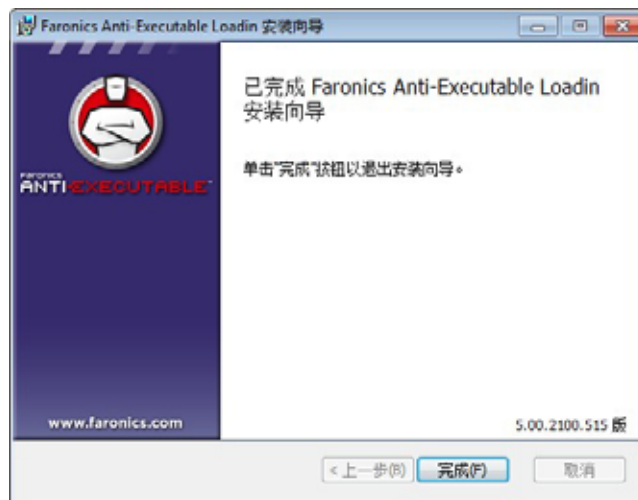 Faronics Anti-Executable Loadin 安装向导
已完成 Faronics Anti-Executable Loadin
安装向导
单击"完成"按钮以退出安装向导。
FARONICS
ANTI-EXECUTABLE™
www.faronics.com
5.00.2100.515 版
<上一步(B)
完成(F)
取消